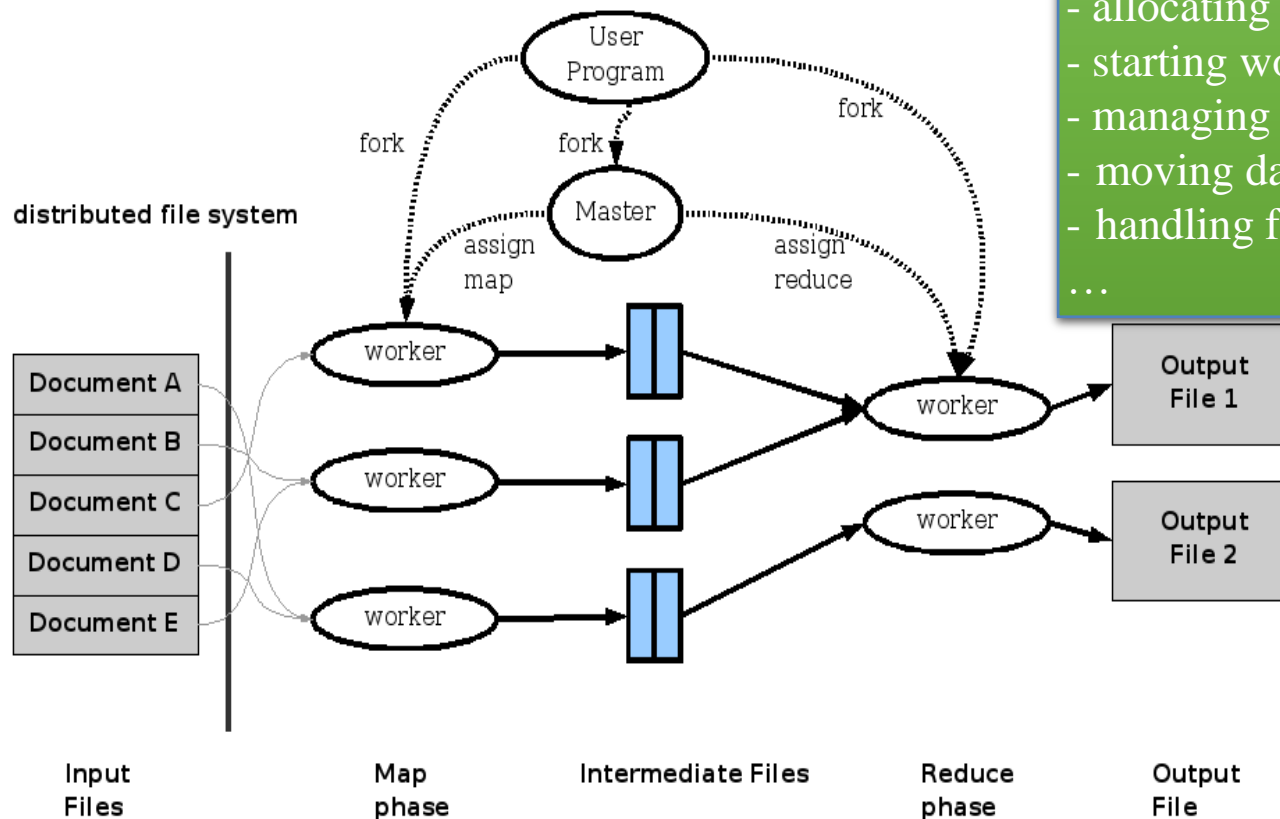 User
Program
- allocating
- starting
- managing
- moving
- handling
…
fork
fork
fork
Master
distributed file system
assign
map
assign
reduce
worker
worker
worker
worker
worker
Document A
Document B
Document C
Document D
Document E
Output
File 1
Output
File 2
Input
Files
Map
phase
Intermediate Files
Reduce
phase
Output
File